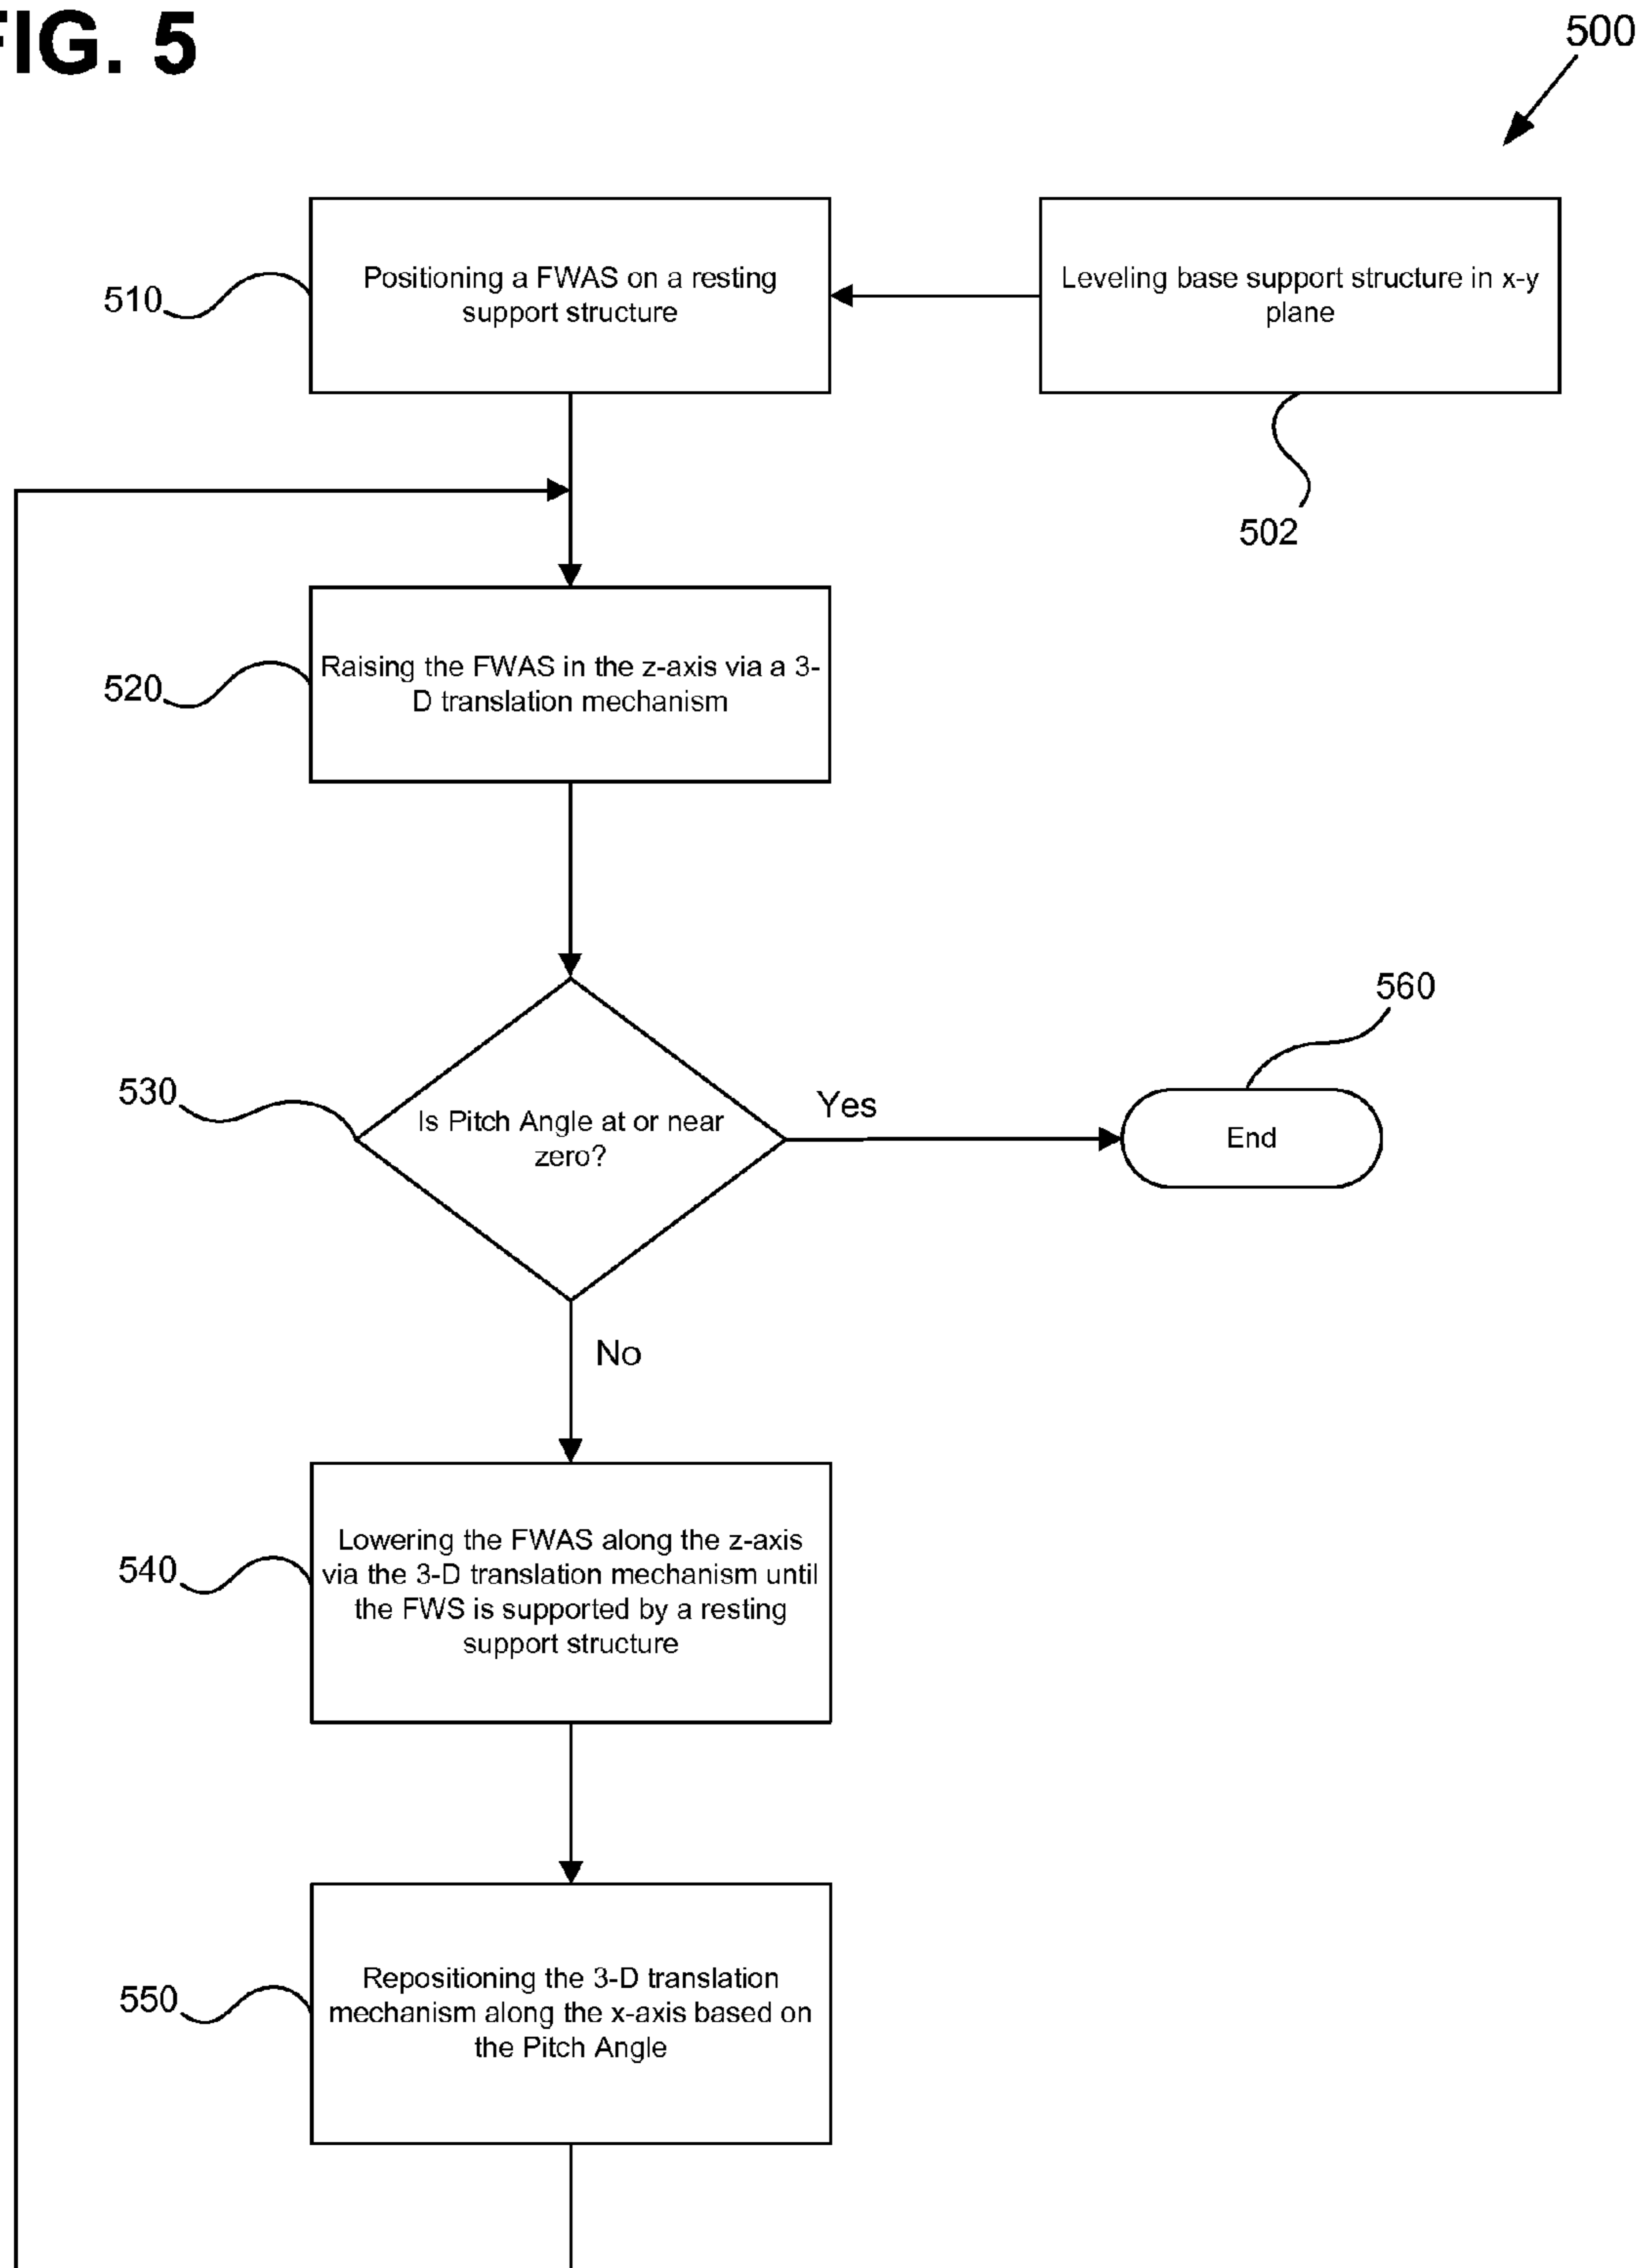 FIG. 5
500
Leveling base support structure in x-y
plane
502
Positioning a FWAS on a resting
support structure
510
Raising the FWAS in the z-axis via a 3-
D translation mechanism
520
Is Pitch Angle at or near
zero?
530
Yes
End
560
No
Lowering the FWAS along the z-axis
via the 3-D translation mechanism until
the FWS is supported by a resting
support structure
540
Repositioning the 3-D translation
mechanism along the x-axis based on
the Pitch Angle
550